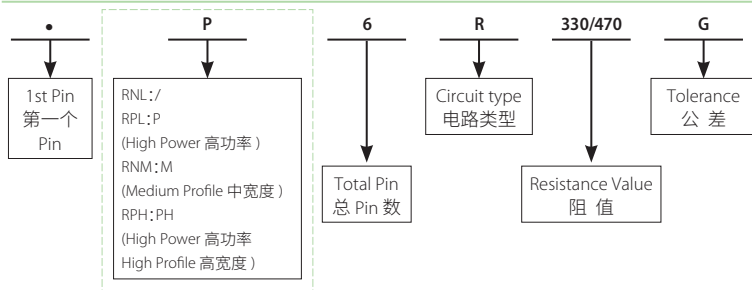 • P 6 R 330/470 G
1st Pin
第一个
Pin
RNL:/
RPL:P
(High Power 高功率 )
RNM:M
(Medium Profile 中宽度 )
RPH:PH
(High Power 高功率
High Profile 高宽度 )
Total Pin
总 Pin 数
Circuit type
电路类型
Resistance Value
阻 值
Tolerance
公 差